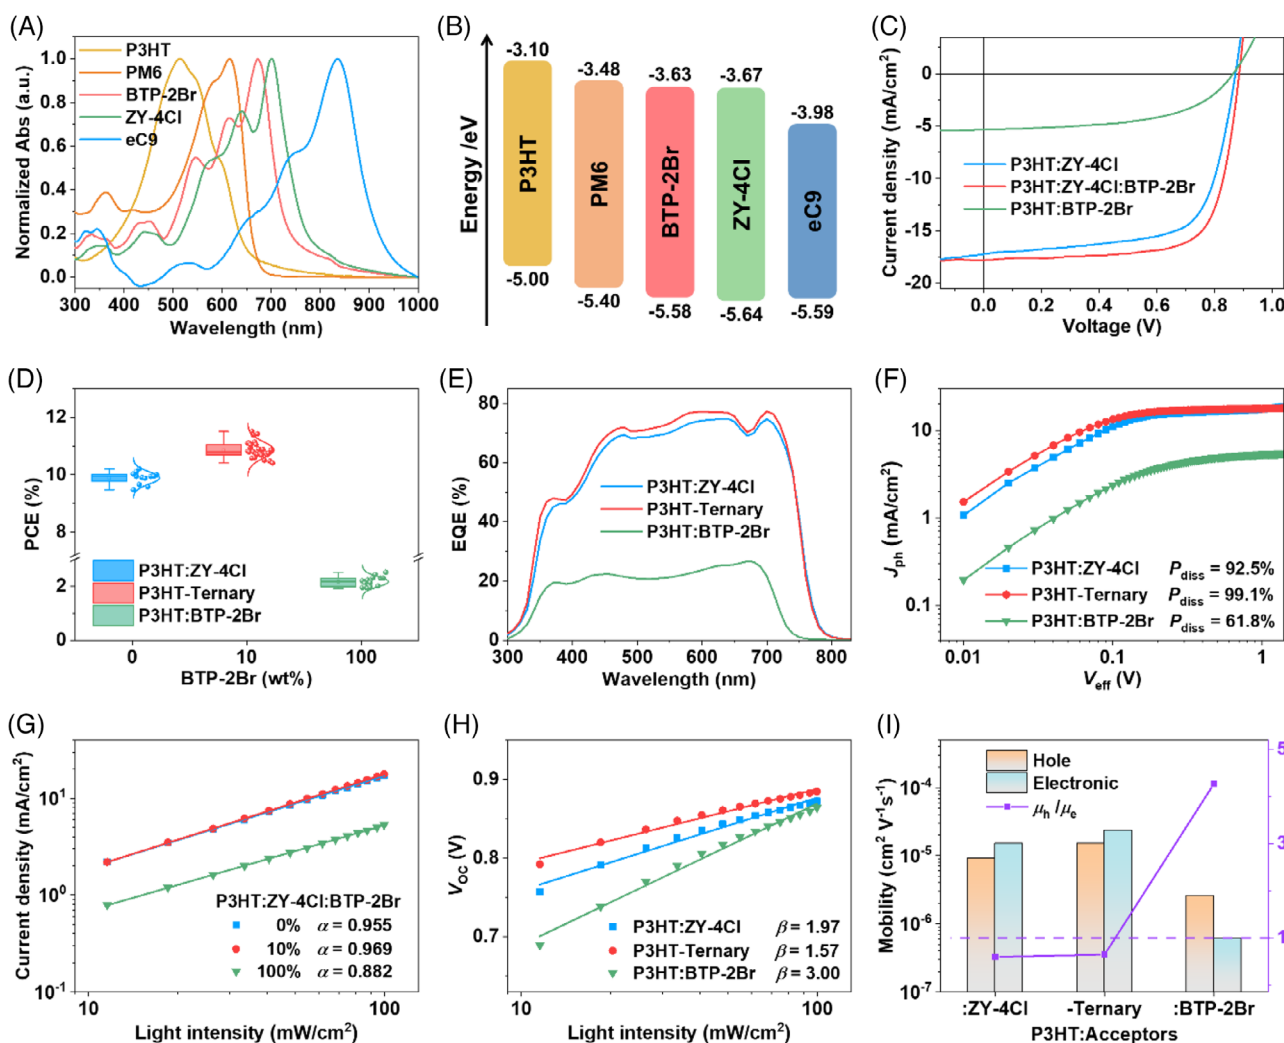 (A)
Normalized Abs (a.u.)
1.0
0.8
0.6
0.4
0.2
0.0
P3HT
PM6
BTP-2Br
ZY-4Cl
eC9
300 400 500 600 700 800 900 1000
Wavelength (nm)
(B)
Energy /eV
-3.10
-3.48
-3.63
-3.67
-3.98
P3HT
PM6
BTP-2Br
ZY-4Cl
eC9
-5.00
-5.40
-5.58
-5.64
-5.59
(C)
Current density (mA/cm²)
0
-5
-10
-15
-20
P3HT:ZY-4Cl
P3HT:ZY-4Cl:BTP-2Br
P3HT:BTP-2Br
0.0 0.2 0.4 0.6 0.8 1.0
Voltage (V)
(D)
PCE (%)
12
10
8
2
0
P3HT:ZY-4Cl
P3HT-Ternary
P3HT:BTP-2Br
0 10 100
BTP-2Br (wt%)
(E)
EQE (%)
80
60
40
20
0
P3HT:ZY-4Cl
P3HT-Ternary
P3HT:BTP-2Br
300 400 500 600 700 800
Wavelength (nm)
(F)
Jph (mA/cm²)
10
1
0.1
P3HT:ZY-4Cl Pdiss = 92.5%
P3HT-Ternary Pdiss = 99.1%
P3HT:BTP-2Br Pdiss = 61.8%
0.01 0.1 1
Veff (V)
(G)
Current density (mA/cm²)
10¹
10⁰
10⁻¹
P3HT:ZY-4Cl:BTP-2Br
0% α = 0.955
10% α = 0.969
100% α = 0.882
10 100
Light intensity (mW/cm²)
(H)
VOC (V)
0.9
0.8
0.7
P3HT:ZY-4Cl β = 1.97
P3HT-Ternary β = 1.57
P3HT:BTP-2Br β = 3.00
10 100
Light intensity (mW/cm²)
(I)
Mobility (cm² V⁻¹s⁻¹)
10⁻⁴
10⁻⁵
10⁻⁶
10⁻⁷
Hole
Electronic
μh /μe
5
3
1
:ZY-4Cl -Ternary :BTP-2Br
P3HT:Acceptors